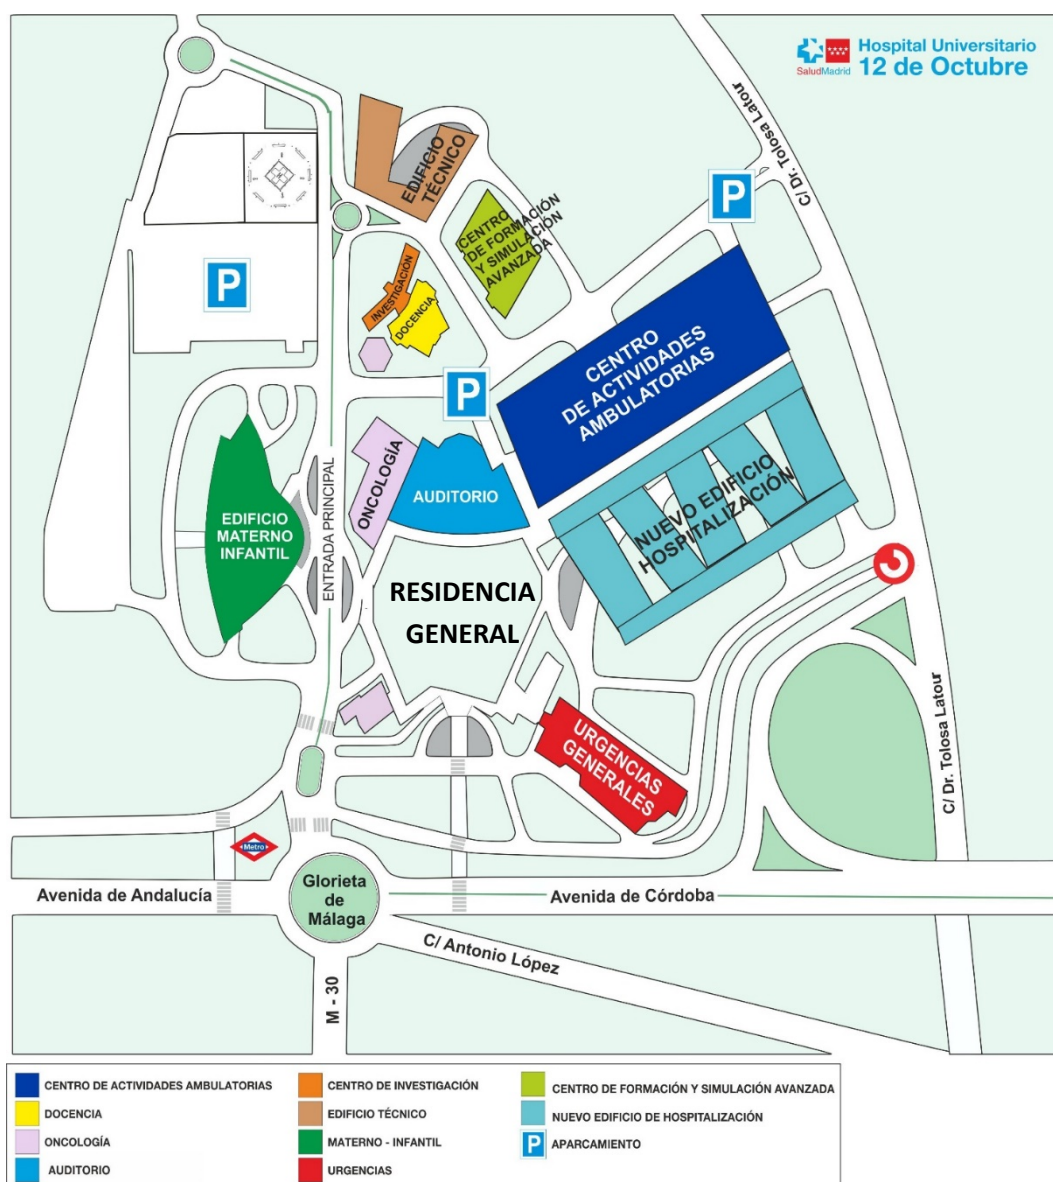 Hospital Universitario
SaludMadrid
12 de Octubre
C/ Dr. Tolosa Latour
EDIFICIO
TÉCNICO
P
CENTRO
DE FORMACIÓN
Y SIMULACIÓN
AVANZADA
P
INVESTIGACIÓN
DOCENCIA
CENTRO
DE ACTIVIDADES
AMBULATORIAS
P
ONCOLOGÍA
AUDITORIO
ENTRADA PRINCIPAL
NUEVO EDIFICIO
HOSPITALIZACIÓN
EDIFICIO
MATERNO
INFANTIL
RESIDENCIA
GENERAL
URGENCIAS
GENERALES
C/ Dr. Tolosa Latour
Metro
Avenida de Andalucía
Glorieta
de
Málaga
Avenida de Córdoba
C/ Antonio López
M - 30
CENTRO DE ACTIVIDADES AMBULATORIAS
DOCENCIA
ONCOLOGÍA
AUDITORIO
CENTRO DE INVESTIGACIÓN
EDIFICIO TÉCNICO
MATERNO - INFANTIL
URGENCIAS
CENTRO DE FORMACIÓN Y SIMULACIÓN AVANZADA
NUEVO EDIFICIO DE HOSPITALIZACIÓN
P APARCAMIENTO